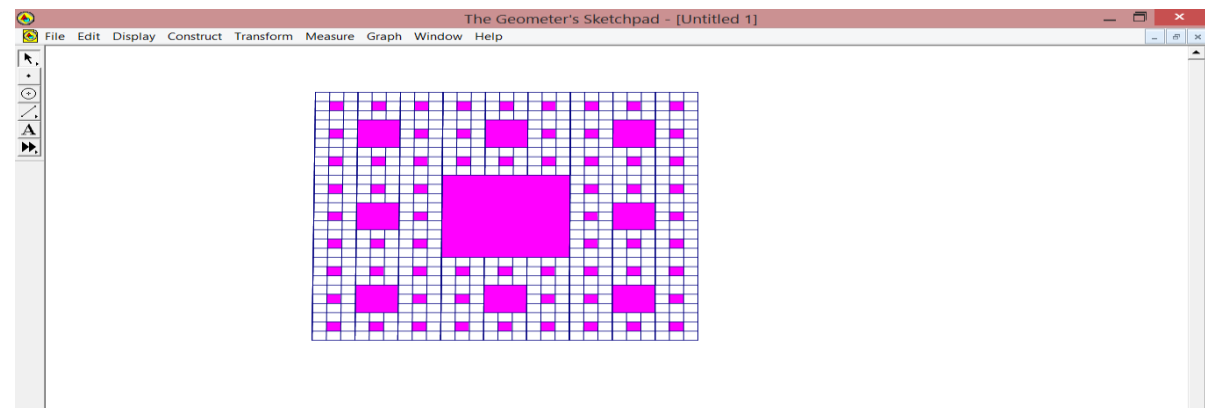 The Geometer's Sketchpad - [Untitled 1]
File Edit Display Construct Transform Measure Graph Window Help
A